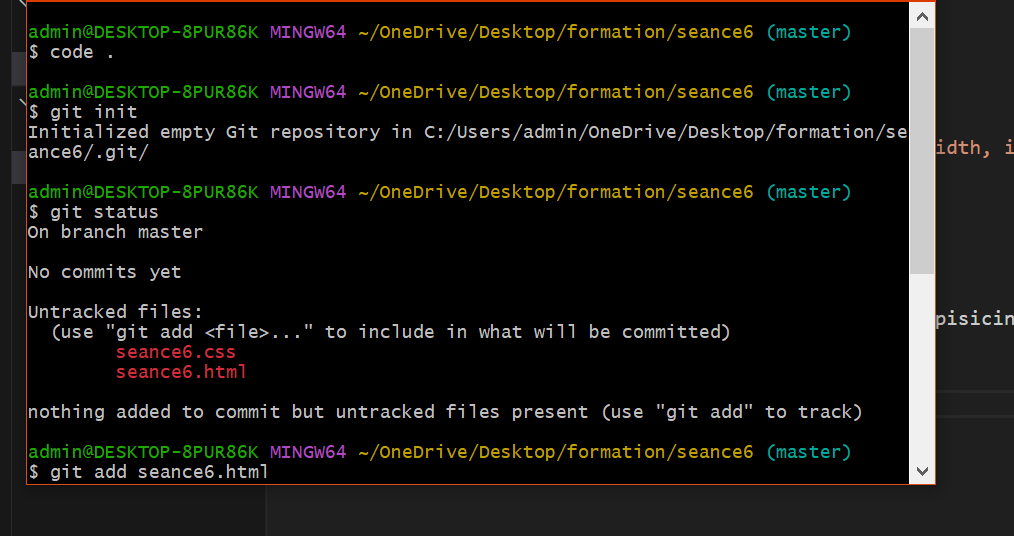 admin@DESKTOP-8PUR86K MINGW64 ~/OneDrive/Desktop/formation/seance6 (master)
$ code .
admin@DESKTOP-8PUR86K MINGW64 ~/OneDrive/Desktop/formation/seance6 (master)
$ git init
Initialized empty Git repository in C:/Users/admin/OneDrive/Desktop/formation/se
ance6/.git/
idth, i
admin@DESKTOP-8PUR86K MINGW64 ~/OneDrive/Desktop/formation/seance6 (master)
$ git status
On branch master
No commits yet
Untracked files:
pisicin
(use "git add <file>..." to include in what will be committed)
seance6.css
seance6.html
nothing added to commit but untracked files present (use "git add" to track)
admin@DESKTOP-8PUR86K MINGW64 ~/OneDrive/Desktop/formation/seance6 (master)
$ git add seance6.html